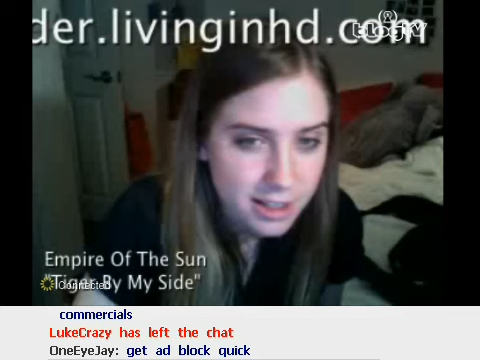 der.livinginhd.com
blogTV
Empire Of The Sun
"Tiger By My Side"
Connected
commercials
LukeCrazy has left the chat
OneEyeJay: get ad block quick